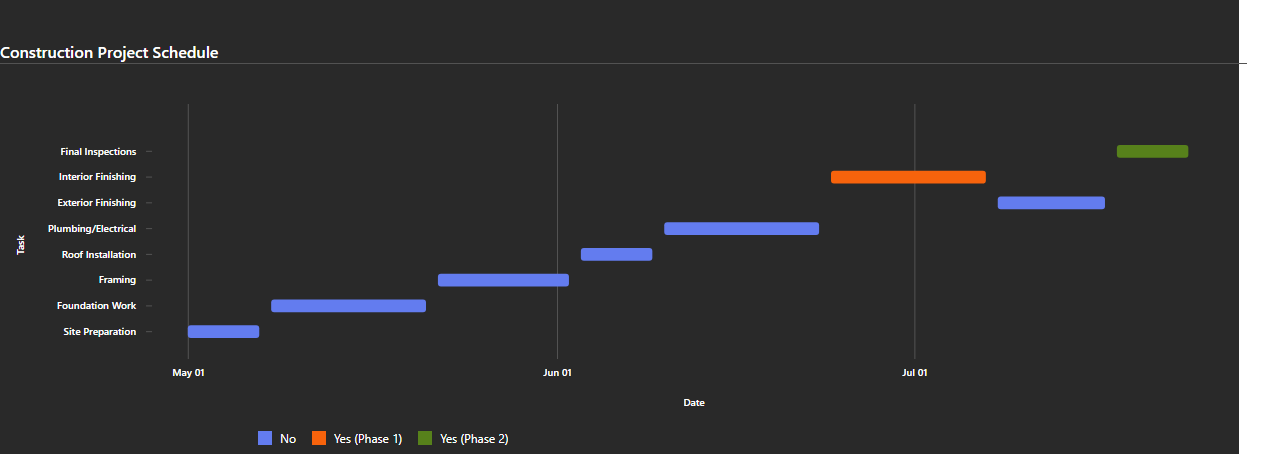 Construction Project Schedule
Final Inspections
Interior Finishing
Exterior Finishing
Plumbing/Electrical
Roof Installation
Framing
Foundation Work
Site Preparation
Task
May 01
Jun 01
Jul 01
Date
No
Yes (Phase 1)
Yes (Phase 2)